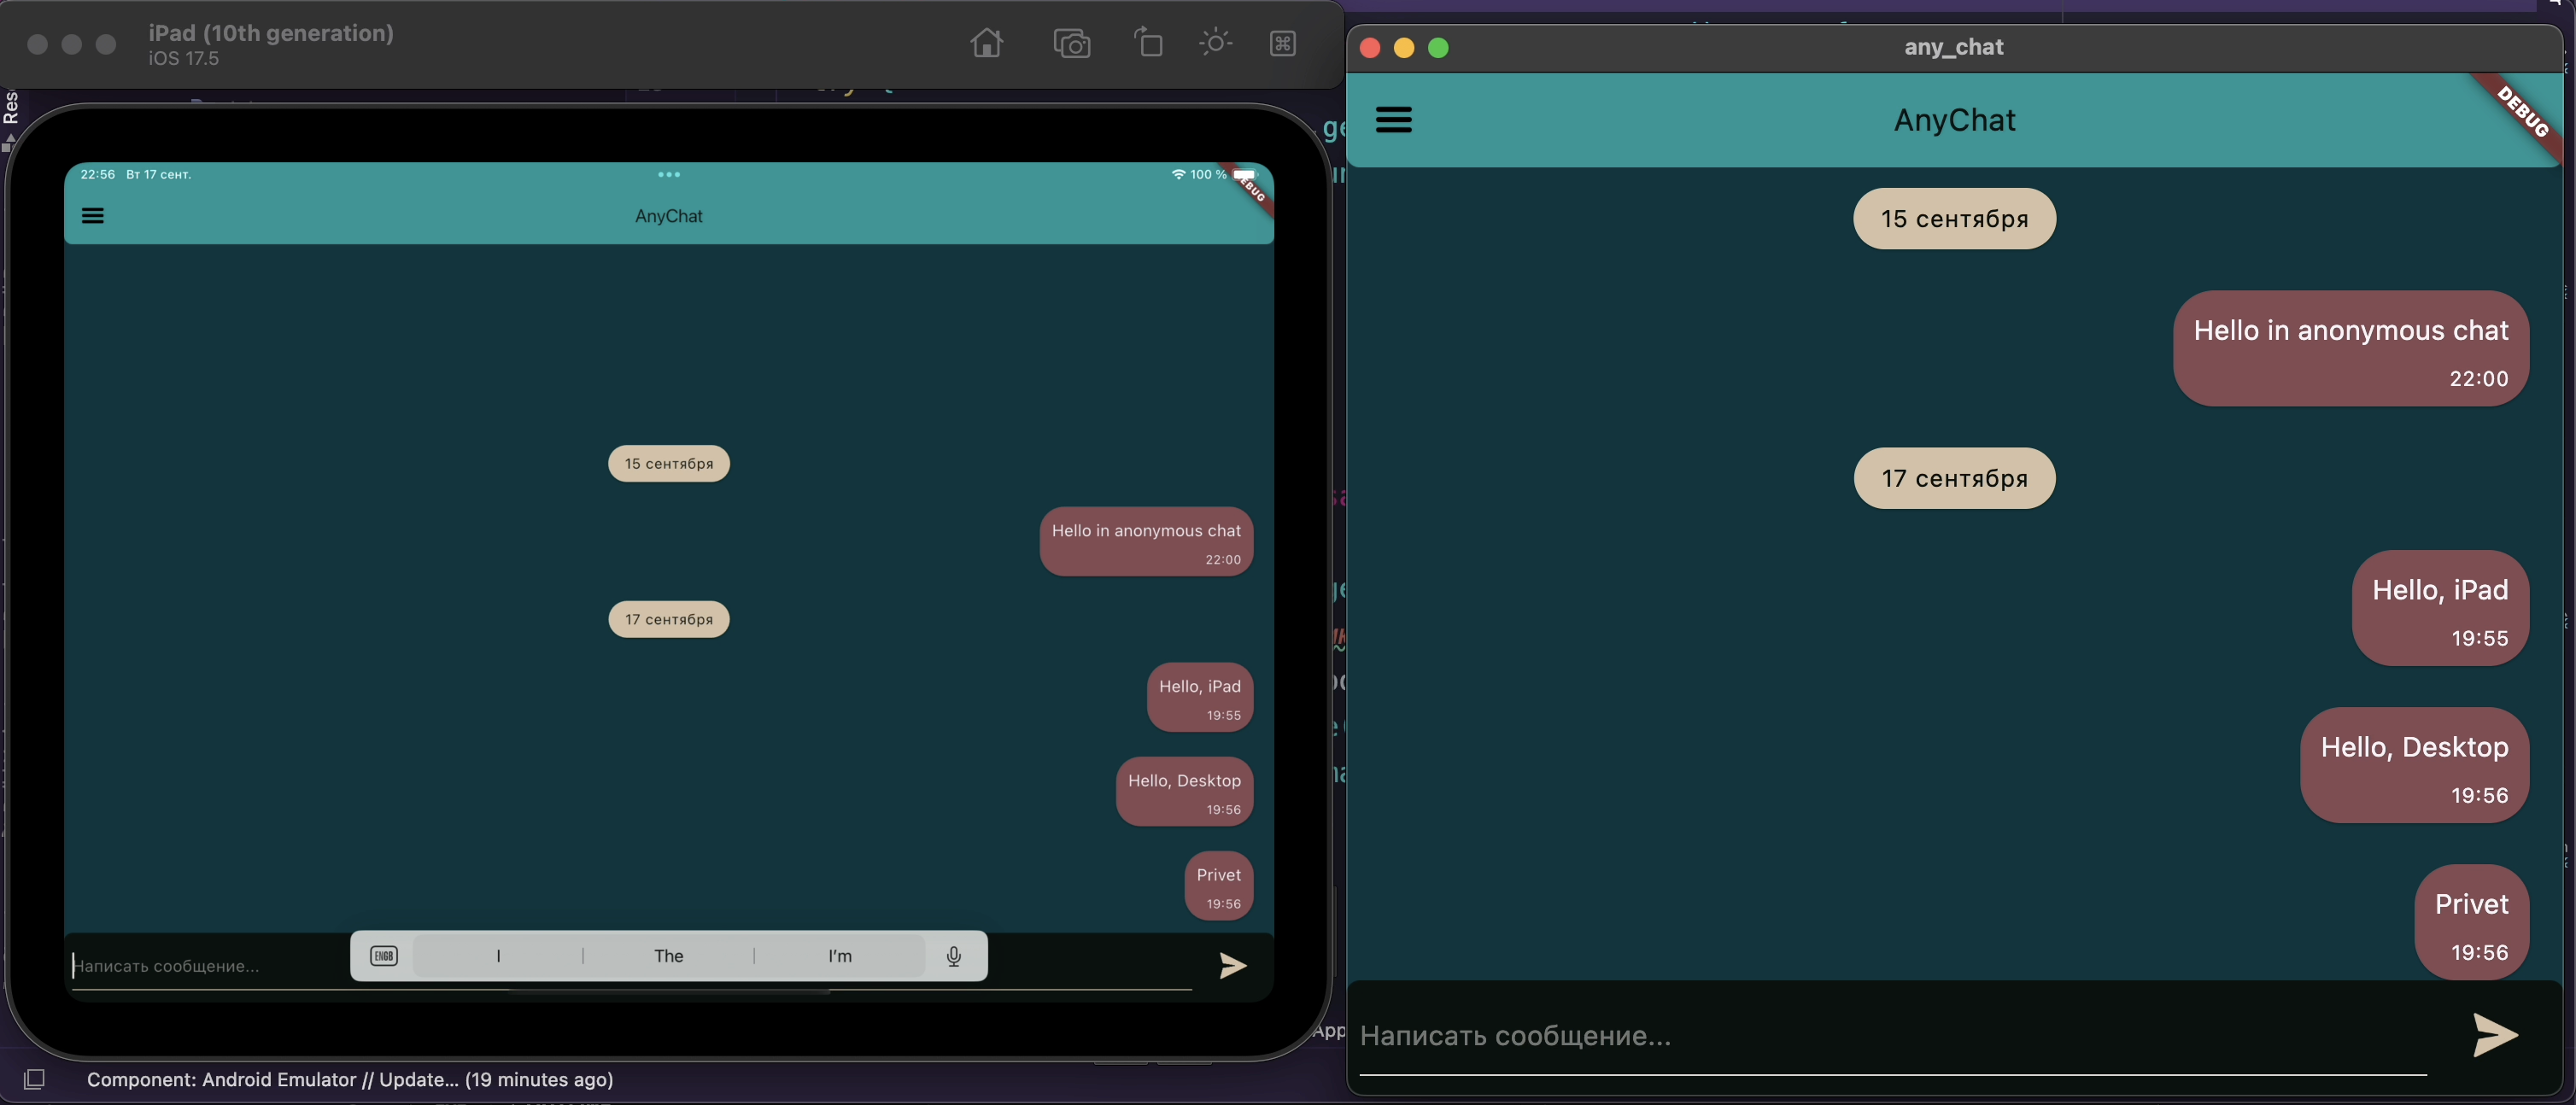 iPad (10th generation)
iOS 17.5
22:56 Вт 17 сент.
100 %
DEBUG
AnyChat
15 сентября
Hello in anonymous chat
22:00
17 сентября
Hello, iPad
19:55
Hello, Desktop
19:56
Privet
19:56
Написать сообщение...
ENGB
I
The
I'm
Component: Android Emulator // Update... (19 minutes ago)
any_chat
AnyChat
DEBUG
15 сентября
Hello in anonymous chat
22:00
17 сентября
Hello, iPad
19:55
Hello, Desktop
19:56
Privet
19:56
Написать сообщение...